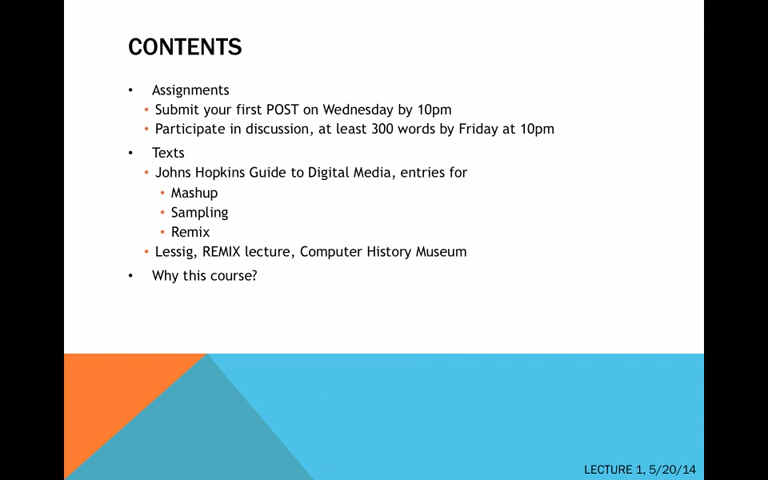 CONTENTS
• Assignments
• Submit your first POST on Wednesday by 10pm
• Participate in discussion, at least 300 words by Friday at 10pm
• Texts
• Johns Hopkins Guide to Digital Media, entries for
• Mashup
• Sampling
• Remix
• Lessig, REMIX lecture, Computer History Museum
• Why this course?
LECTURE 1, 5/20/14